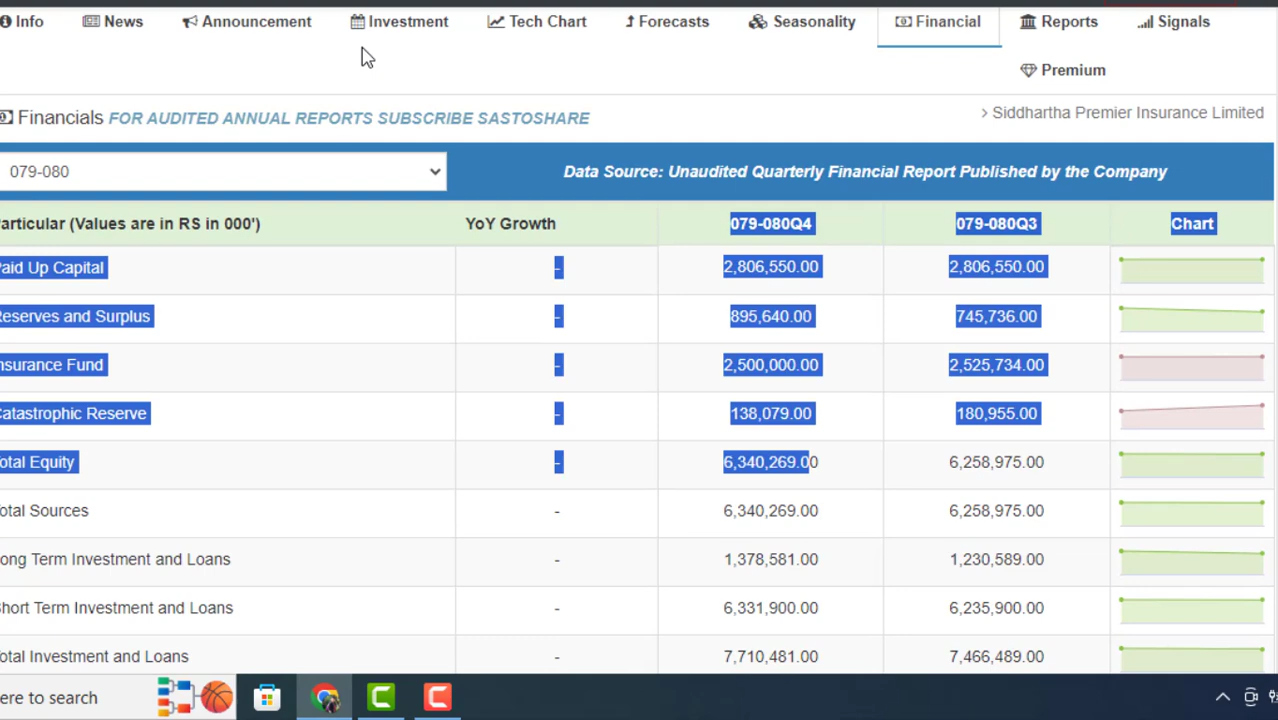 Info News Announcement Investment Tech Chart Forecasts Seasonality Financial Reports Signals
Premium
Financials FOR AUDITED ANNUAL REPORTS SUBSCRIBE SASTOSHARE > Siddhartha Premier Insurance Limited
079-080 Data Source: Unaudited Quarterly Financial Report Published by the Company
articular (Values are in RS in 000') YoY Growth 079-080Q4 079-080Q3 Chart
Paid Up Capital - 2,806,550.00 2,806,550.00
Reserves and Surplus - 895,640.00 745,736.00
nsurance Fund - 2,500,000.00 2,525,734.00
Catastrophic Reserve - 138,079.00 180,955.00
otal Equity - 6,340,269.00 6,258,975.00
otal Sources - 6,340,269.00 6,258,975.00
ong Term Investment and Loans - 1,378,581.00 1,230,589.00
hort Term Investment and Loans - 6,331,900.00 6,235,900.00
otal Investment and Loans - 7,710,481.00 7,466,489.00
ere to search